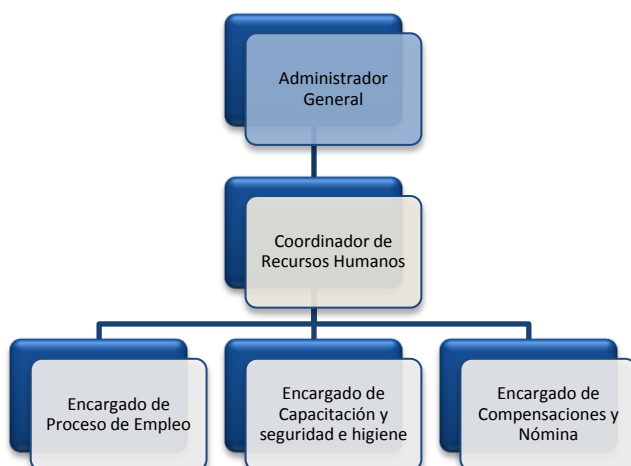 Administrador
General
Coordinador de
Recursos Humanos
Encargado de
Proceso de Empleo
Encargado de
Capacitación y
seguridad e higiene
Encargado de
Compensaciones y
Nómina